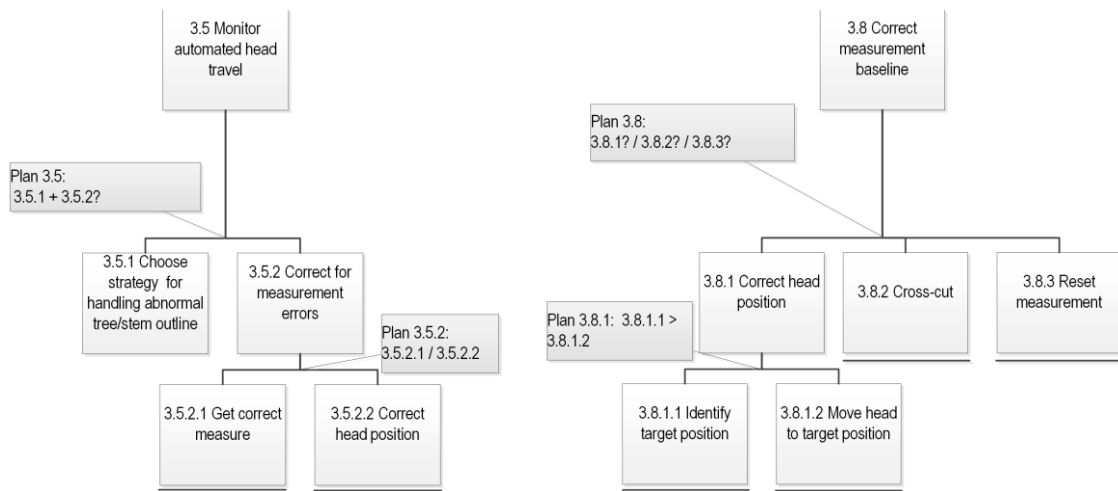 3.5 Monitor
automated head
travel
Plan 3.5:
3.5.1 + 3.5.2?
3.5.1 Choose
strategy for
handling abnormal
tree/stem outline
3.5.2 Correct for
measurement
errors
Plan 3.5.2:
3.5.2.1 / 3.5.2.2
3.5.2.1 Get correct
measure
3.5.2.2 Correct
head position
3.8 Correct
measurement
baseline
Plan 3.8:
3.8.1? / 3.8.2? / 3.8.3?
3.8.1 Correct head
position
3.8.2 Cross-cut
3.8.3 Reset
measurement
Plan 3.8.1: 3.8.1.1 >
3.8.1.2
3.8.1.1 Identify
target position
3.8.1.2 Move head
to target position